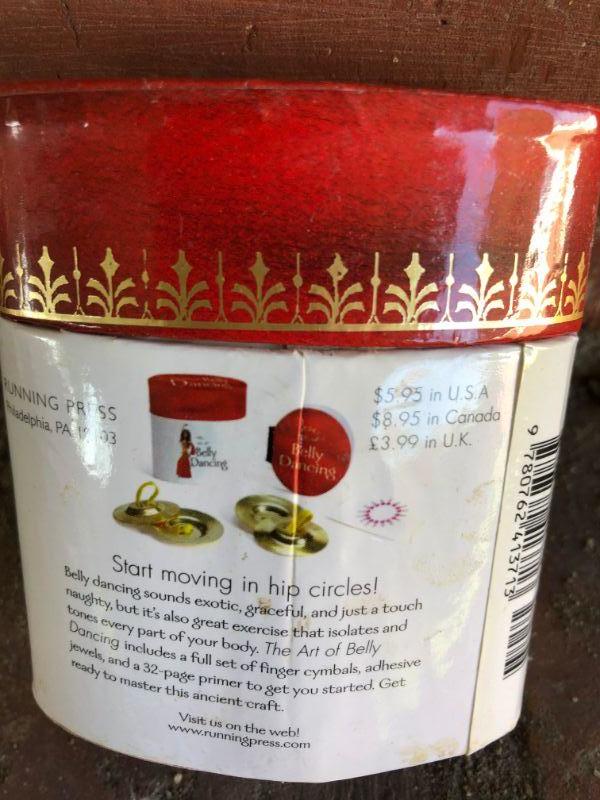 RUNNING PRESS
Philadelphia, PA
$5.95 in U.S.A
$8.95 in Canada
£3.99 in U.K.
Belly
Dancing
Belly
Dancing
Start moving in hip circles!
Belly dancing sounds exotic, graceful, and just a touch
naughty, but it's also great exercise that isolates and
tones every part of your body. The Art of Belly
Dancing includes a full set of finger cymbals, adhesive
jewels, and a 32-page primer to get you started. Get
ready to master this ancient craft.
Visit us on the web!
www.runningpress.com
9 780762 413713